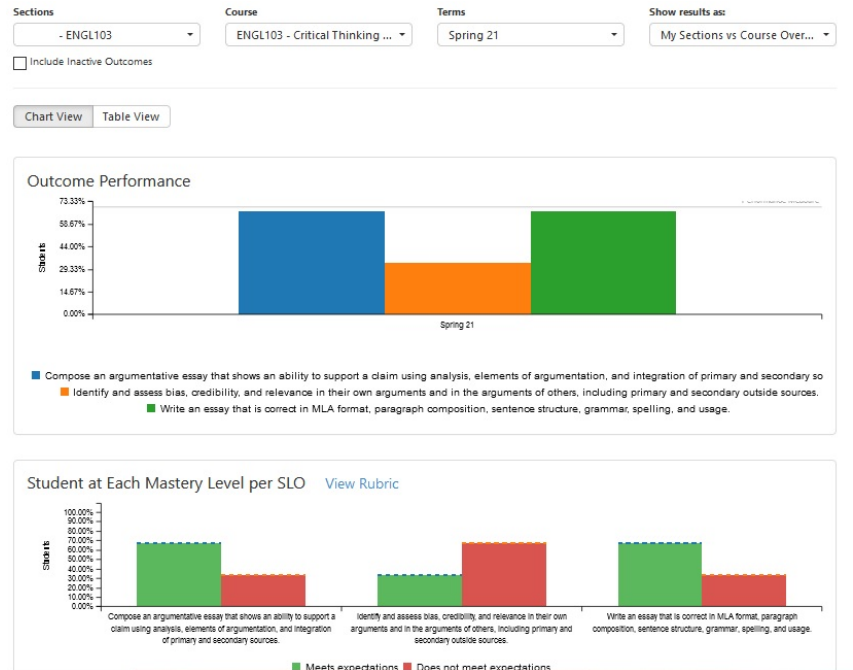 Sections
Course
Terms
Show results as:
- ENGL103
ENGL103 - Critical Thinking ...
Spring 21
My Sections vs Course Over...
Include Inactive Outcomes
Chart View
Table View
Outcome Performance
73.33%
58.67%
44.00%
29.33%
14.67%
0.00%
Students
Spring 21
Compose an argumentative essay that shows an ability to support a claim using analysis, elements of argumentation, and integration of primary and secondary so
Identify and assess bias, credibility, and relevance in their own arguments and in the arguments of others, including primary and secondary outside sources.
Write an essay that is correct in MLA format, paragraph composition, sentence structure, grammar, spelling, and usage.
Student at Each Mastery Level per SLO
View Rubric
100.00%
90.00%
80.00%
70.00%
60.00%
50.00%
40.00%
30.00%
20.00%
10.00%
0.00%
Students
Compose an argumentative essay that shows an ability to support a
claim using analysis, elements of argumentation, and integration
of primary and secondary sources.
Identify and assess bias, credibility, and relevance in their own
arguments and in the arguments of others, including primary and
secondary outside sources.
Write an essay that is correct in MLA format, paragraph
composition, sentence structure, grammar, spelling, and usage.
Meets expectations
Does not meet expectations